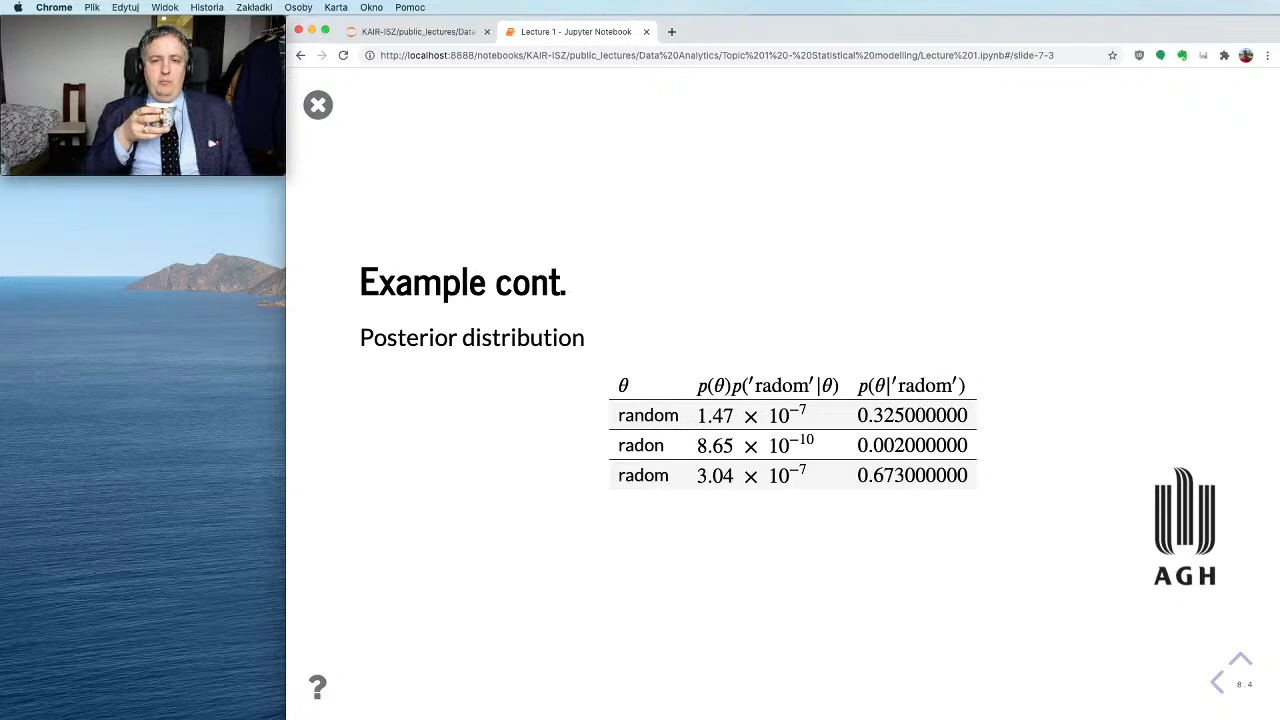 Chrome Plik Edytuj Widok Historia Zakładki Osoby Karta Okno Pomoc
KAIR-ISZ/public_lectures/Data
Lecture 1 - Jupyter Notebook
http://localhost:8888/notebooks/KAIR-ISZ/public_lectures/Data%20Analytics/Topic%201%20-%20Statistical%20modelling/Lecture%201.ipynb#/slide-7-3
Example cont.
Posterior distribution
θ p(θ)p('radom'|θ) p(θ|'radom')
random 1.47 × 10⁻⁷ 0.325000000
radon 8.65 × 10⁻¹⁰ 0.002000000
radom 3.04 × 10⁻⁷ 0.673000000
AGH
?
8.4